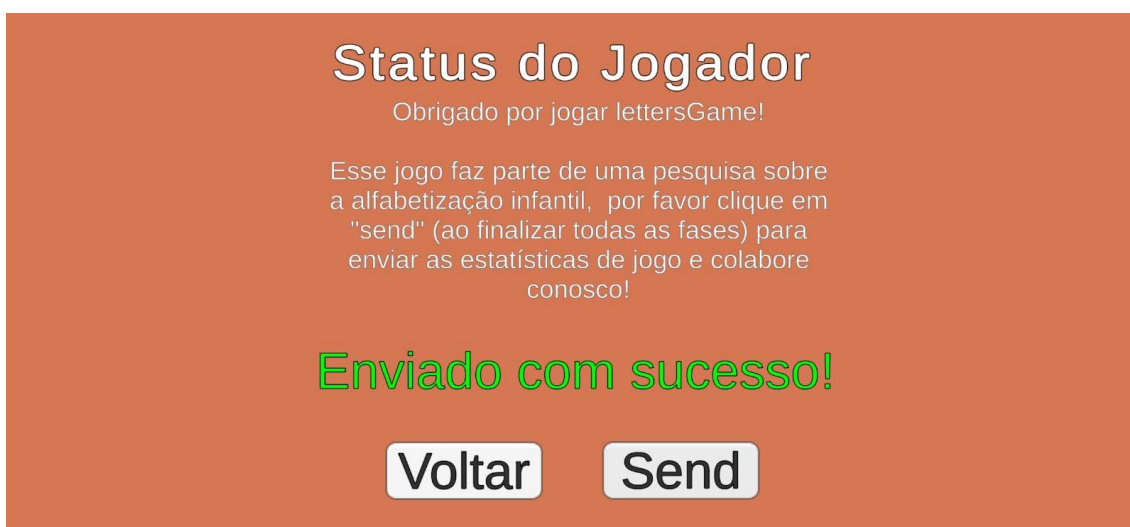 Status do Jogador
Obrigado por jogar lettersGame!
Esse jogo faz parte de uma pesquisa sobre
a alfabetização infantil,  por favor clique em
"send" (ao finalizar todas as fases) para
enviar as estatísticas de jogo e colabore
conosco!
Enviado com sucesso!
Voltar Send